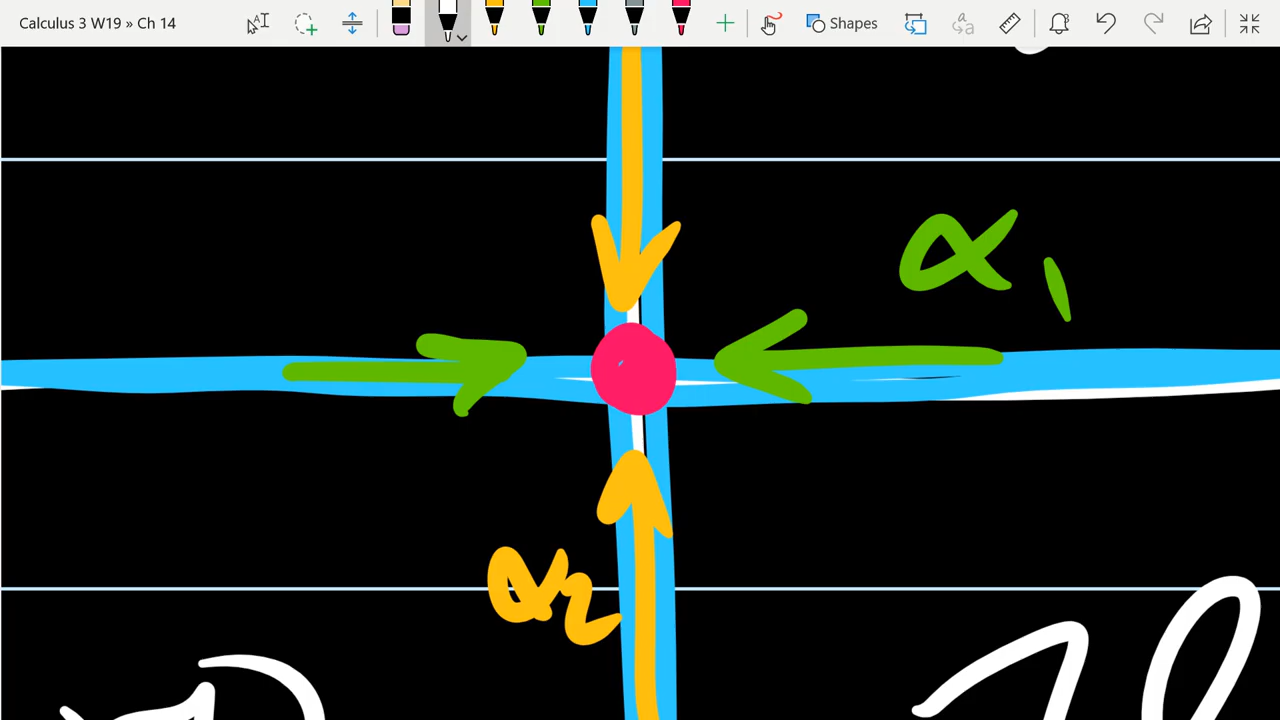 Calculus 3 W19 » Ch 14
Shapes
α₁
α₂